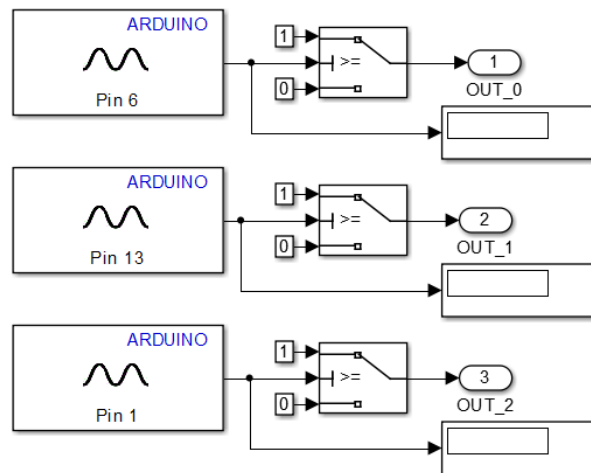 ARDUINO
Pin 6
1
>=
0
1
OUT_0
ARDUINO
Pin 13
1
>=
0
2
OUT_1
ARDUINO
Pin 1
1
>=
0
3
OUT_2